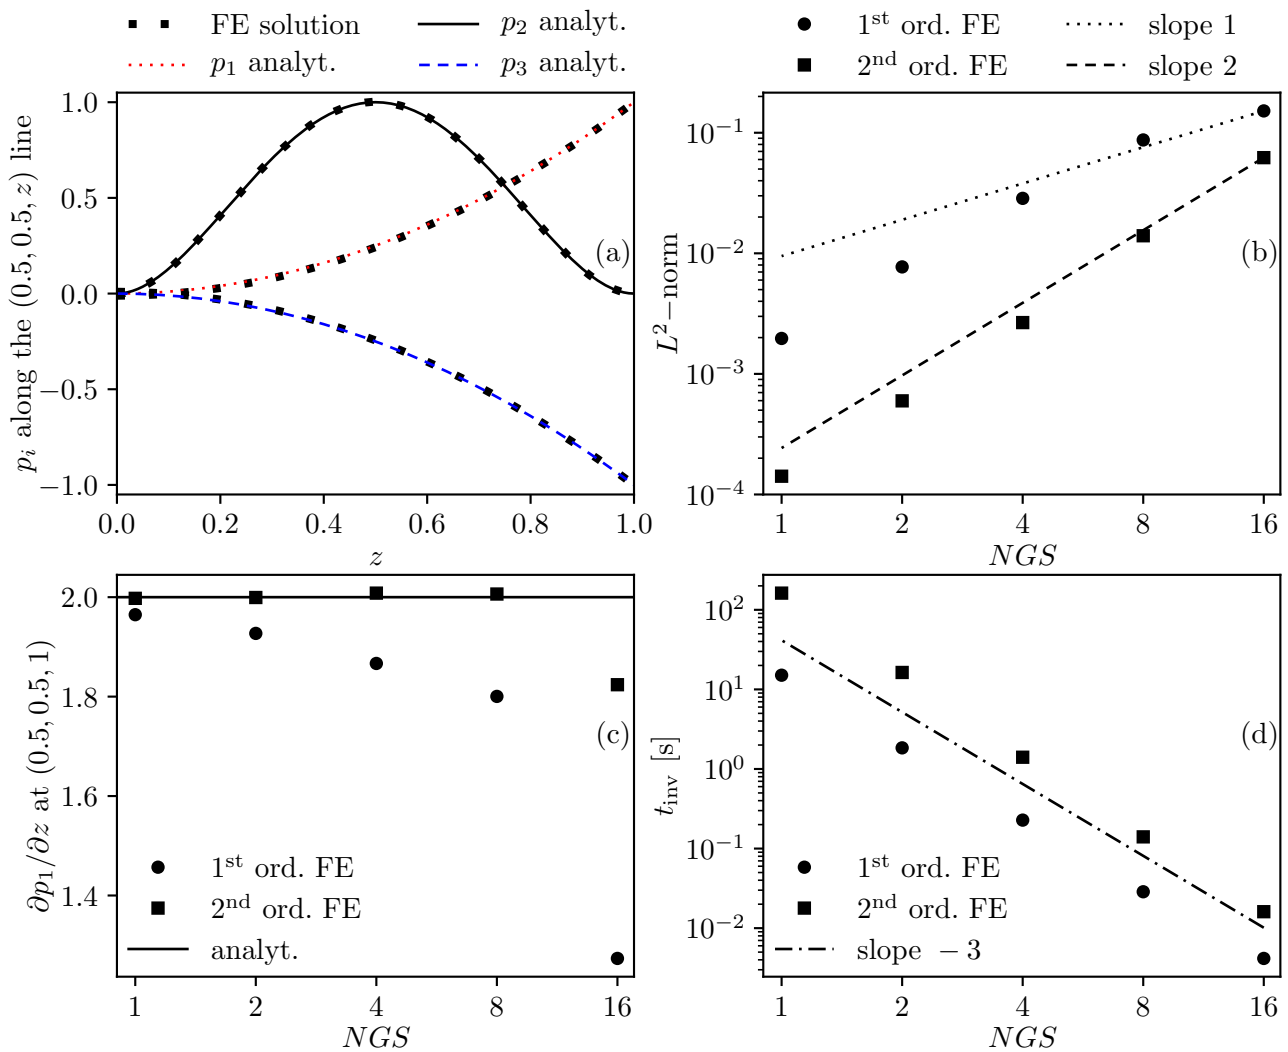 FE solution
p₂ analyt.
p₁ analyt.
p₃ analyt.
1ˢᵗ ord. FE
slope 1
2ⁿᵈ ord. FE
slope 2
pᵢ along the (0.5, 0.5, z) line
1.0
0.5
0.0
−0.5
−1.0
(a)
0.0 0.2 0.4 0.6 0.8 1.0
z
L²−norm
10⁻¹
10⁻²
10⁻³
10⁻⁴
(b)
1 2 4 8 16
NGS
∂p₁/∂z at (0.5, 0.5, 1)
2.0
1.8
1.6
1.4
(c)
1ˢᵗ ord. FE
2ⁿᵈ ord. FE
analyt.
1 2 4 8 16
NGS
t_inv [s]
10²
10¹
10⁰
10⁻¹
10⁻²
(d)
1ˢᵗ ord. FE
2ⁿᵈ ord. FE
slope −3
1 2 4 8 16
NGS